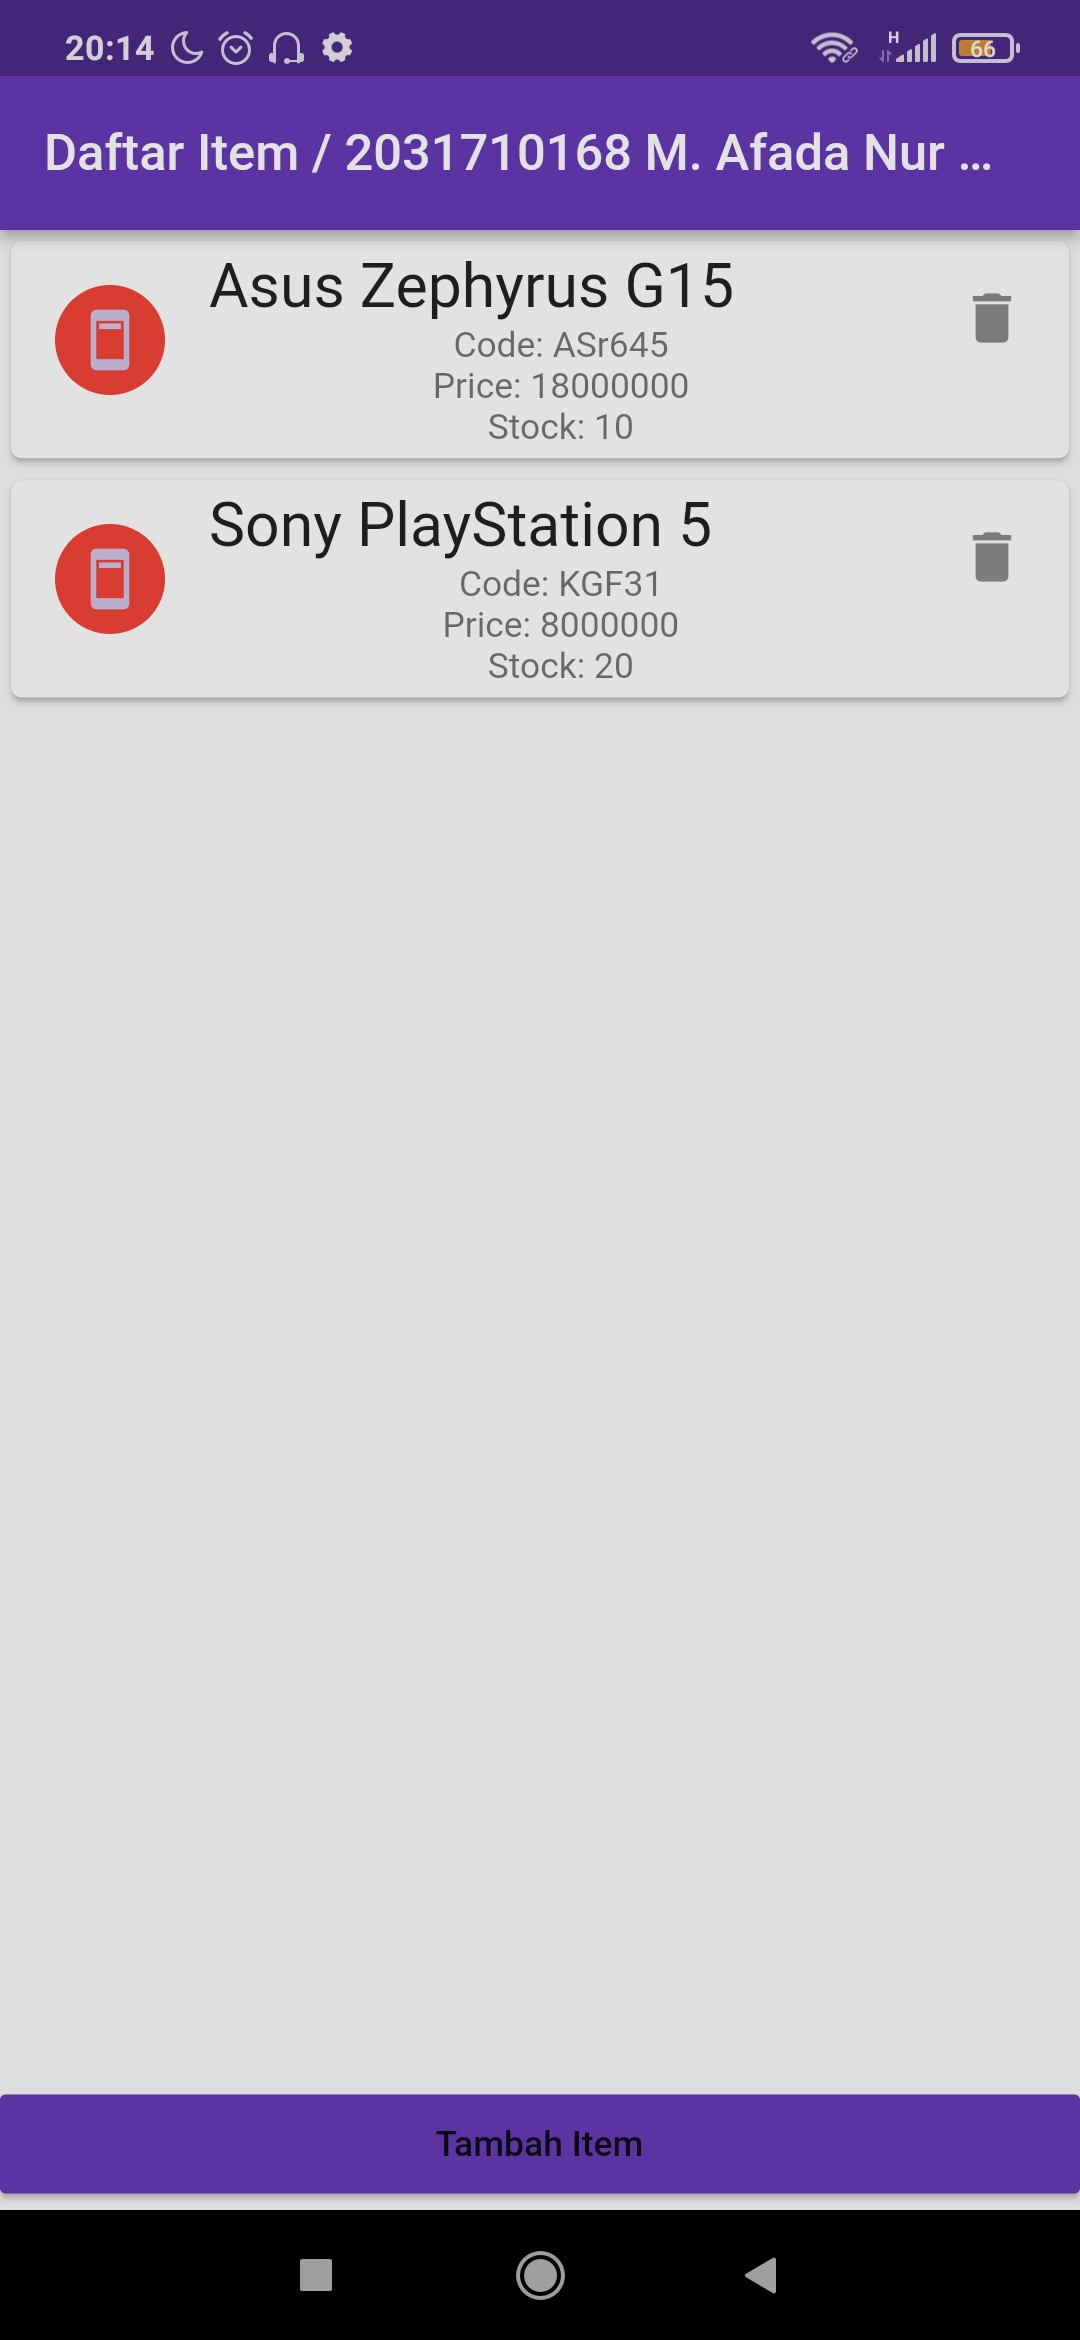 20:14
H
66
Daftar Item / 2031710168 M. Afada Nur ...
Asus Zephyrus G15
Code: ASr645
Price: 18000000
Stock: 10
Sony PlayStation 5
Code: KGF31
Price: 8000000
Stock: 20
Tambah Item